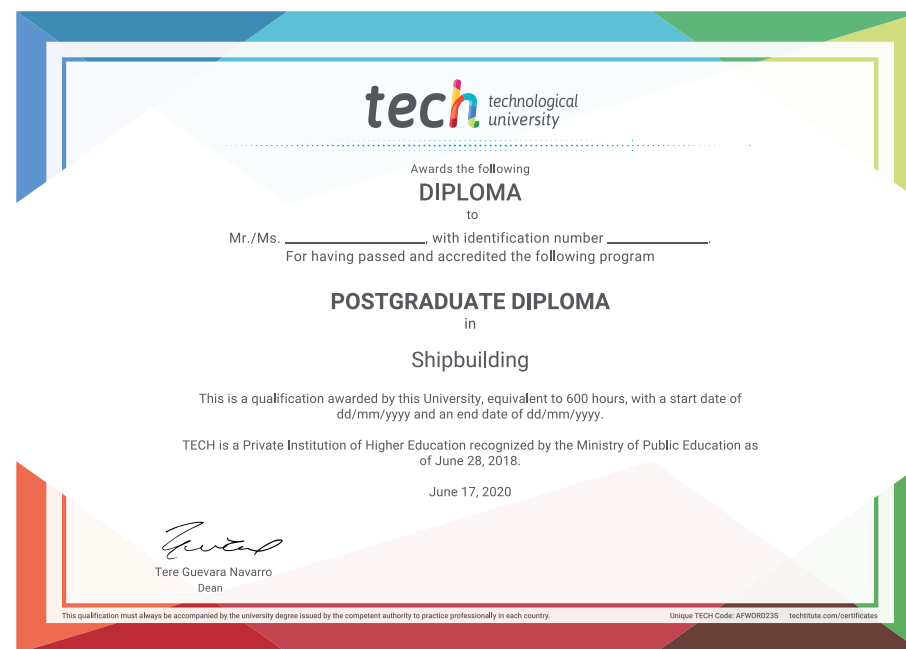 tech technological
university
Awards the following
DIPLOMA
to
Mr./Ms. ____________________, with identification number ______________.
For having passed and accredited the following program
POSTGRADUATE DIPLOMA
in
Shipbuilding
This is a qualification awarded by this University, equivalent to 600 hours, with a start date of
dd/mm/yyyy and an end date of dd/mm/yyyy.
TECH is a Private Institution of Higher Education recognized by the Ministry of Public Education as
of June 28, 2018.
June 17, 2020
Tere Guevara Navarro
Dean
This qualification must always be accompanied by the university degree issued by the competent authority to practice professionally in each country.
Unique TECH Code: AFWORD23S techtitute.com/certificates